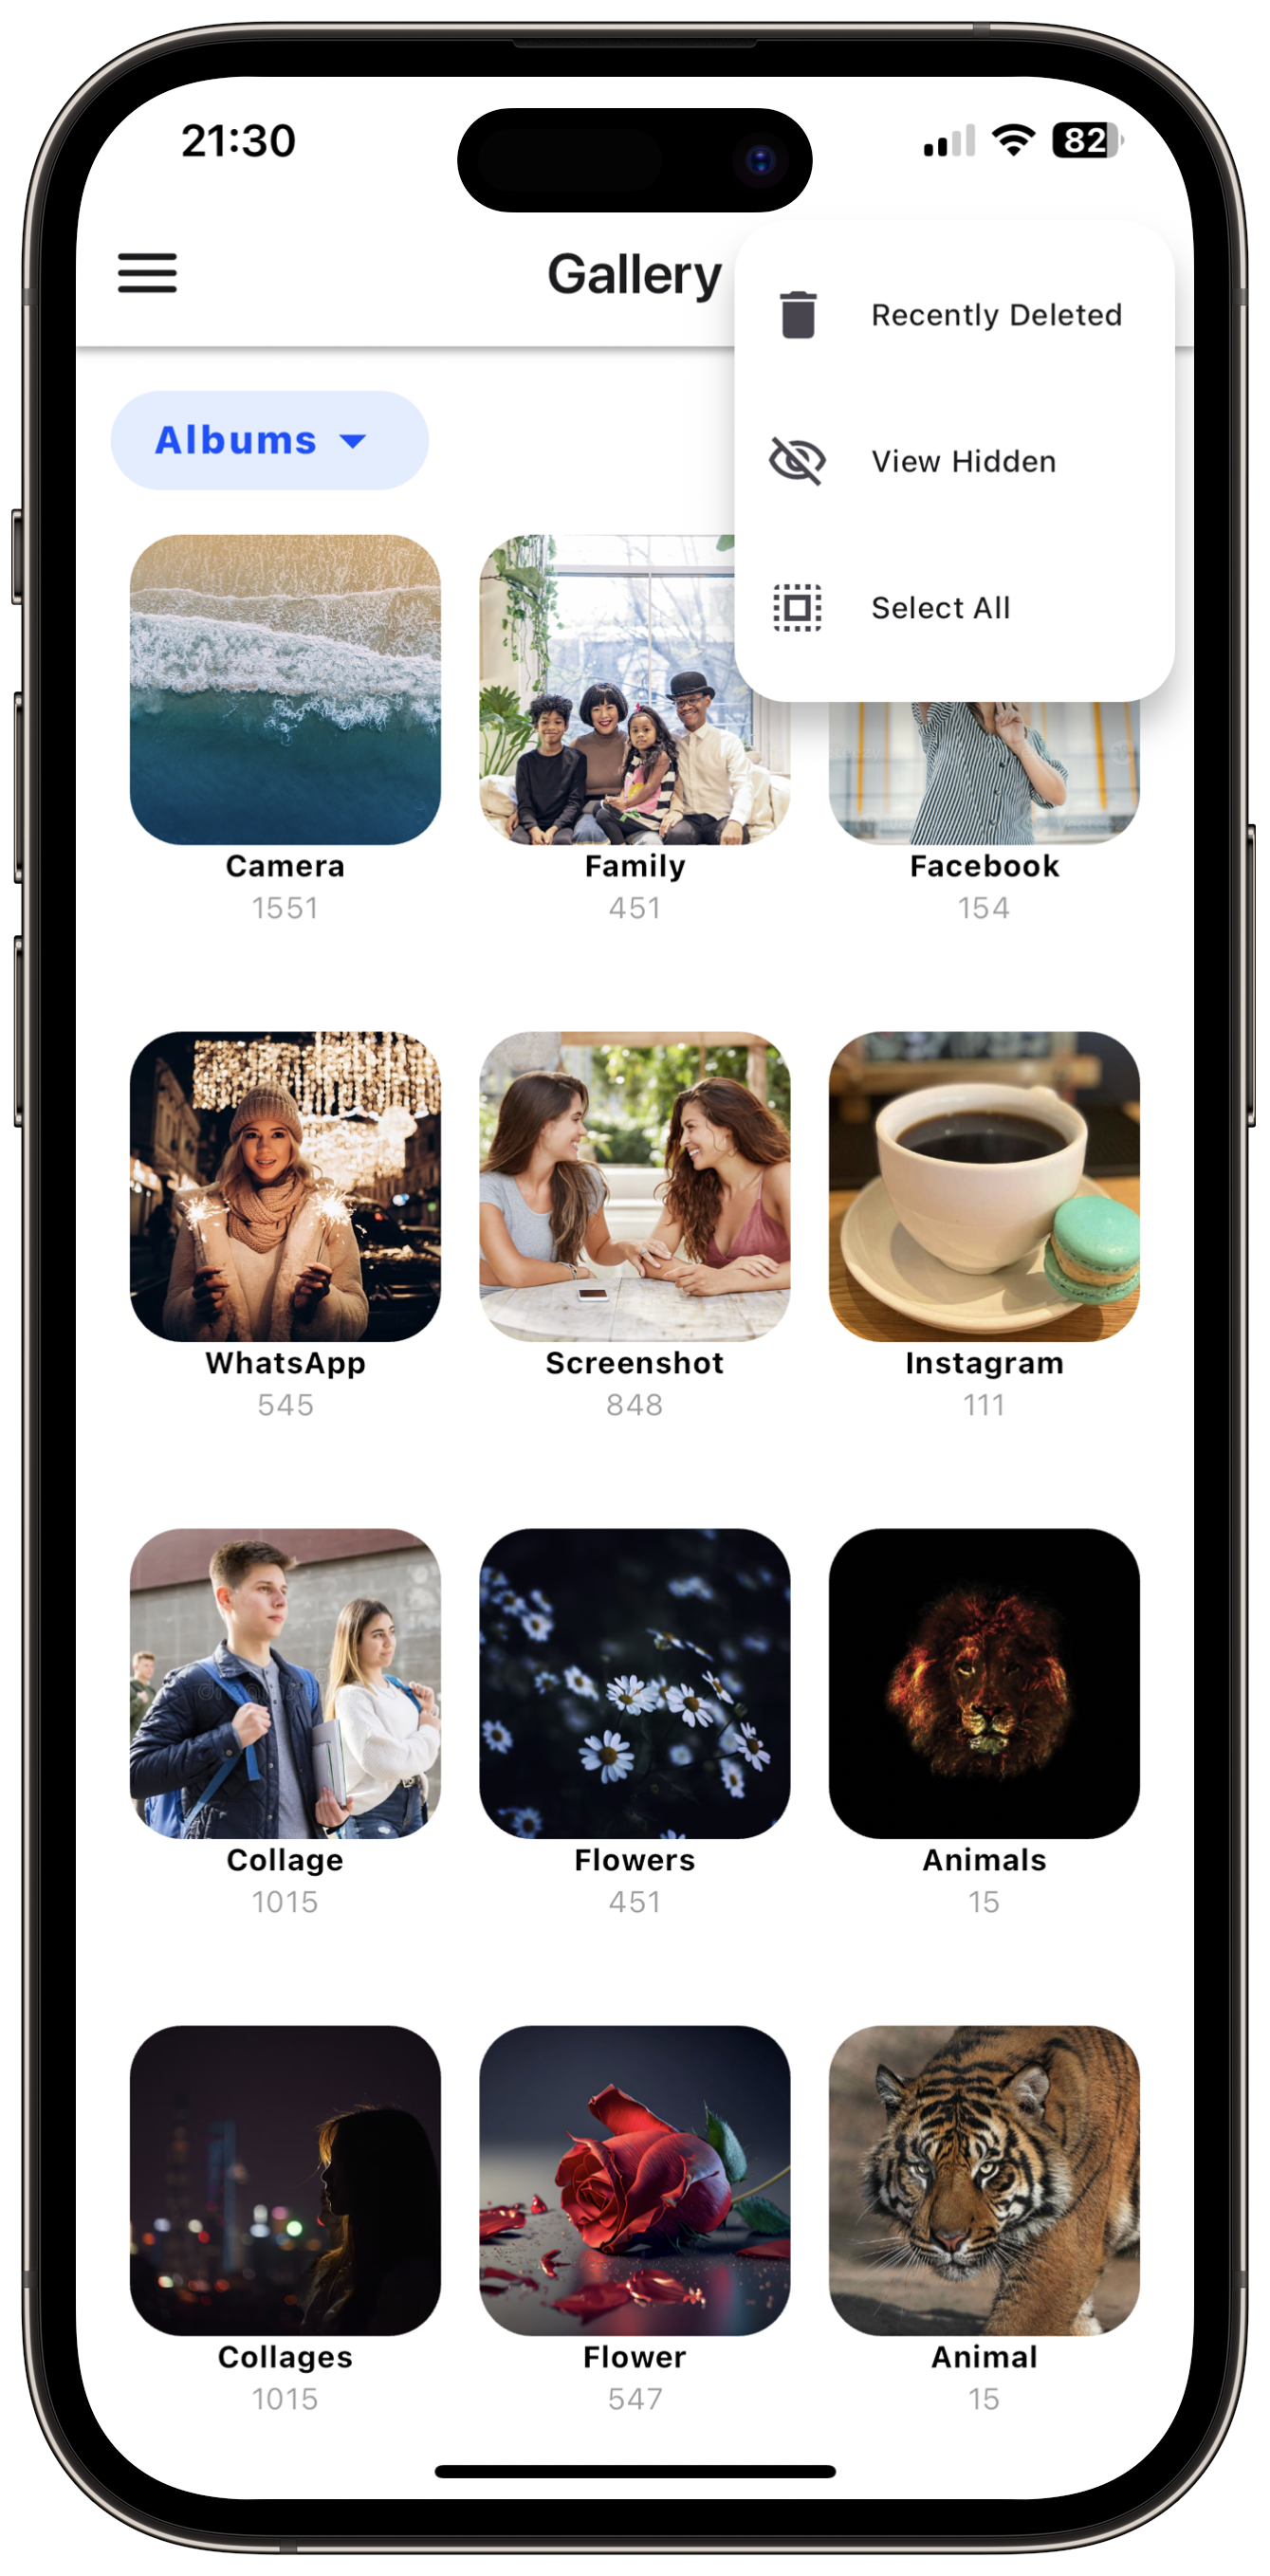 21:30
82
Gallery
Recently Deleted
View Hidden
Select All
Albums
Camera
1551
Family
451
Facebook
154
WhatsApp
545
Screenshot
848
Instagram
111
Collage
1015
Flowers
451
Animals
15
Collages
1015
Flower
547
Animal
15